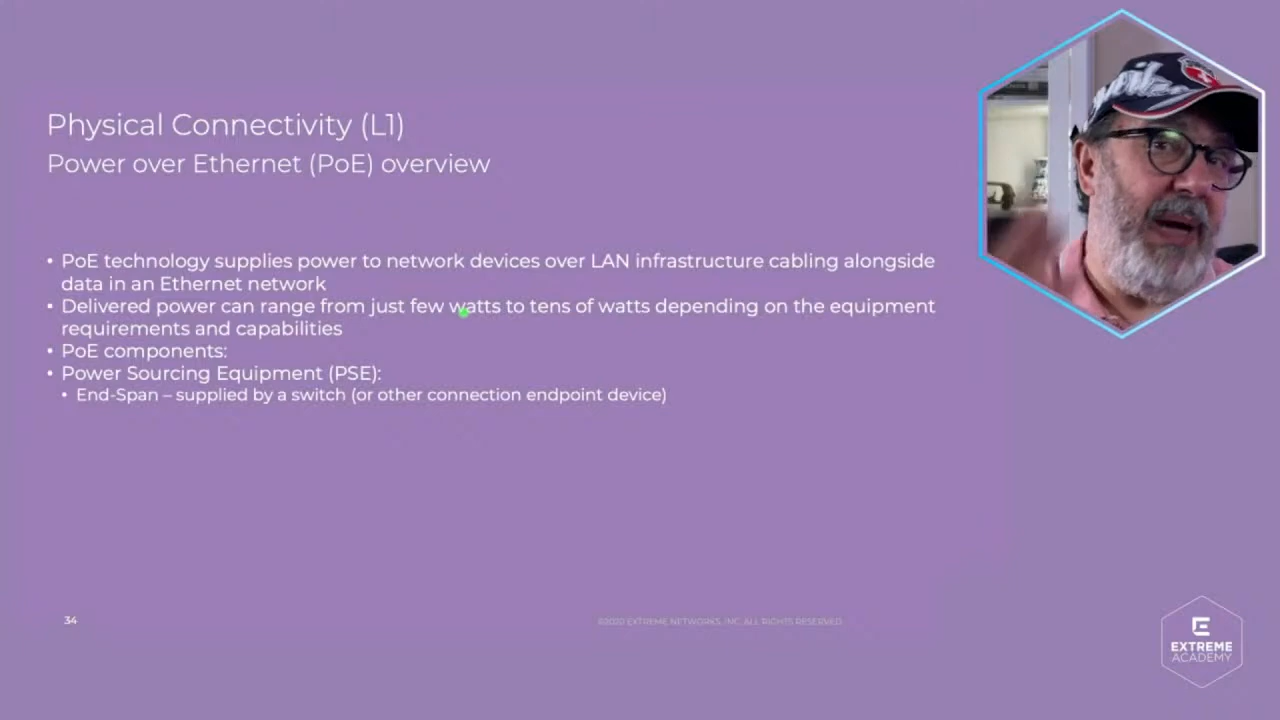 Physical Connectivity (L1)
Power over Ethernet (PoE) overview
• PoE technology supplies power to network devices over LAN infrastructure cabling alongside
data in an Ethernet network
• Delivered power can range from just few watts to tens of watts depending on the equipment
requirements and capabilities
• PoE components:
• Power Sourcing Equipment (PSE):
• End-Span – supplied by a switch (or other connection endpoint device)
34
©2020 EXTREME NETWORKS, INC. ALL RIGHTS RESERVED.
EXTREME
ACADEMY